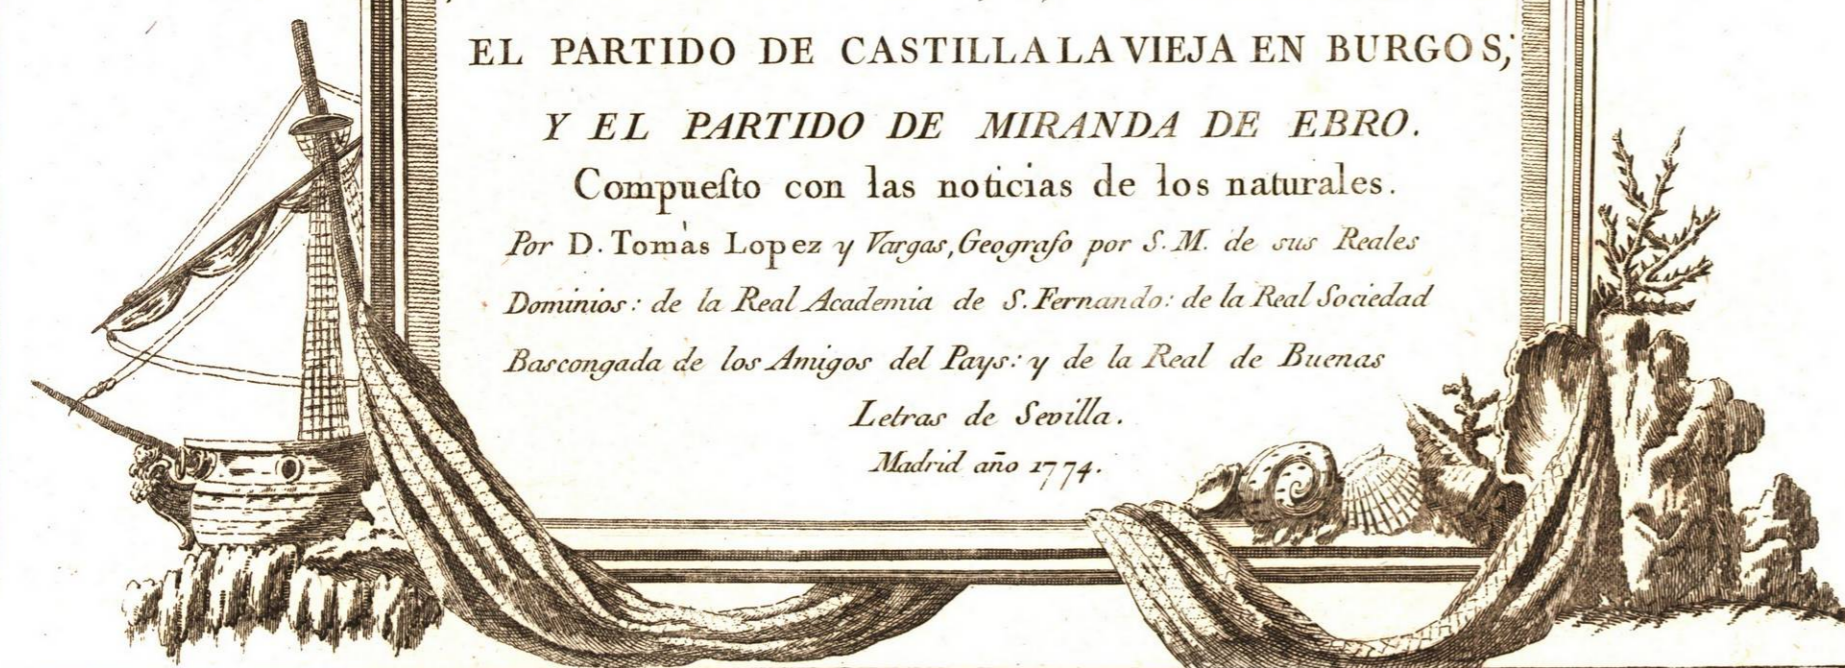 EL PARTIDO DE CASTILLA LA VIEJA EN BURGOS,
Y EL PARTIDO DE MIRANDA DE EBRO.
Compueſto con las noticias de los naturales.
Por D. Tomàs Lopez y Vargas, Geografo por S. M. de sus Reales
Dominios: de la Real Academia de S. Fernando: de la Real Sociedad
Bascongada de los Amigos del Pays: y de la Real de Buenas
Letras de Sevilla.
Madrid año 1774.